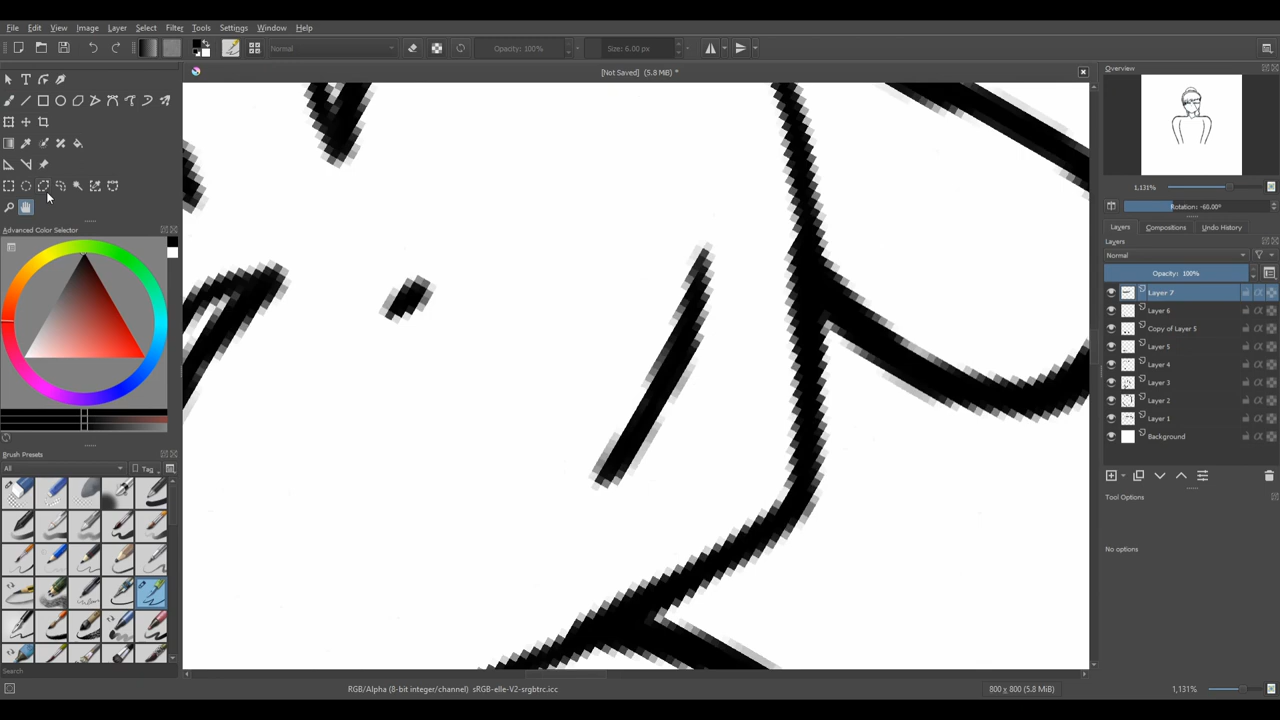 File Edit View Image Layer Select Filter Tools Settings Window Help
Normal Opacity: 100% Size: 6.00 px
[Not Saved] (5.8 MiB) *
Overview
1,131%
Rotation: -60.00°
Layers Compositions Undo History
Layers
Normal
Opacity: 100%
Layer 7
Layer 6
Copy of Layer 5
Layer 5
Layer 4
Layer 3
Layer 2
Layer 1
Background
Tool Options
No options
Advanced Color Selector
Brush Presets
All Tag
Search
RGB/Alpha (8-bit integer/channel) sRGB-elle-V2-srgbtrc.icc 800 x 800 (5.8 MiB) 1,131%